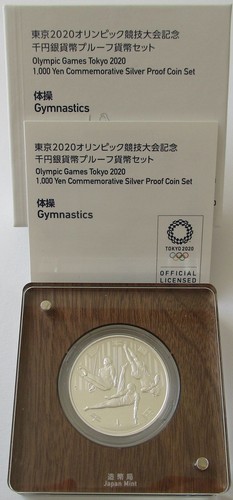 東京2020オリンピック競技大会記念
千円銀貨幣プルーフ貨幣セット
Olympic Games Tokyo 2020
1,000 Yen Commemorative Silver Proof Coin Set
体操
Gymnastics
東京2020オリンピック競技大会記念
千円銀貨幣プルーフ貨幣セット
Olympic Games Tokyo 2020
1,000 Yen Commemorative Silver Proof Coin Set
体操
Gymnastics
TOKYO 2020
OFFICIAL
LICENSED
造幣局
Japan Mint